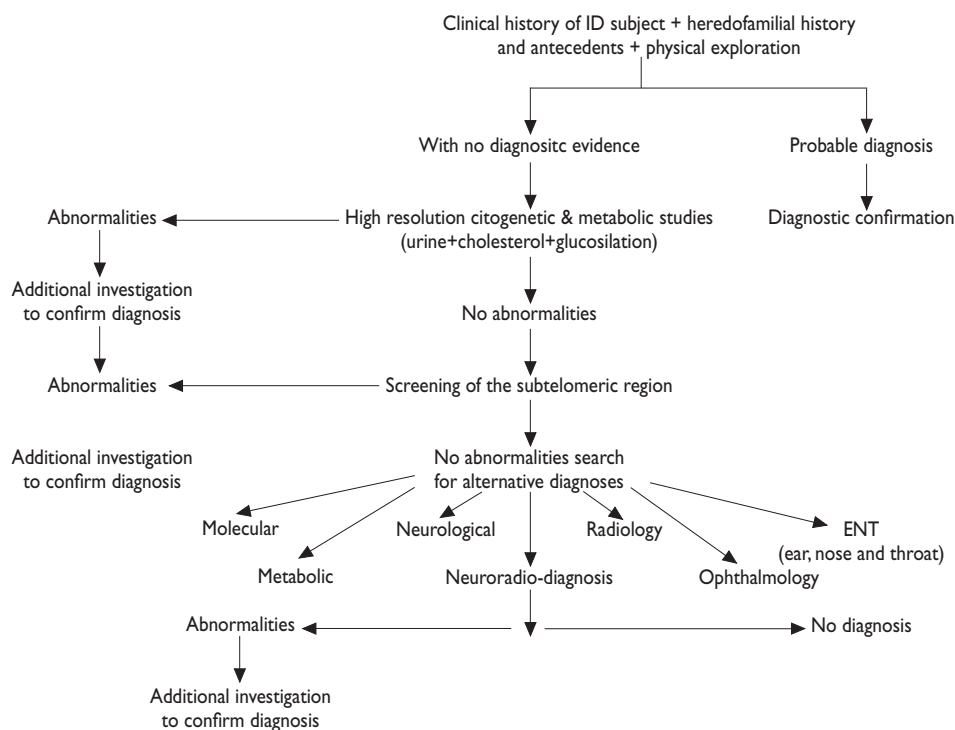 Clinical history of ID subject + heredofamilial history
and antecedents + physical exploration
With no diagnositc evidence
Probable diagnosis
Abnormalities
High resolution citogenetic & metabolic studies
(urine+cholesterol+glucosilation)
Diagnostic confirmation
Additional investigation
to confirm diagnosis
No abnormalities
Abnormalities
Screening of the subtelomeric region
Additional investigation
to confirm diagnosis
No abnormalities search
for alternative diagnoses
Molecular
Neurological
Radiology
ENT
(ear, nose and throat)
Metabolic
Neuroradio-diagnosis
Ophthalmology
Abnormalities
No diagnosis
Additional investigation
to confirm diagnosis